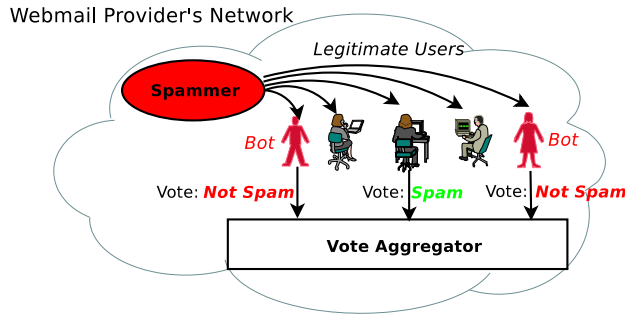 Webmail Provider's Network
Legitimate Users
Spammer
Bot
Bot
Vote: Not Spam
Vote: Spam
Vote: Not Spam
Vote Aggregator